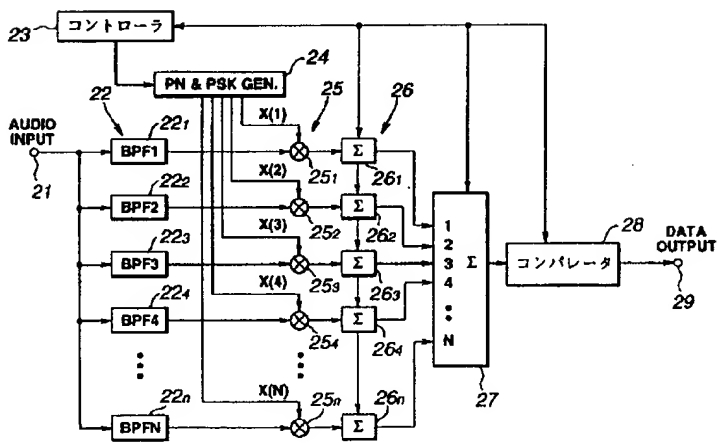 23
コントローラ
24
PN & PSK GEN.
25
26
22
X(1)
AUDIO
INPUT
21
22₁
BPF1
25₁
Σ
26₁
X(2)
22₂
BPF2
25₂
Σ
26₂
X(3)
22₃
BPF3
25₃
Σ
26₃
X(4)
22₄
BPF4
25₄
Σ
26₄
X(N)
22n
BPFN
25n
Σ
26n
1
2
3
4
N
Σ
27
28
コンパレータ
DATA
OUTPUT
29